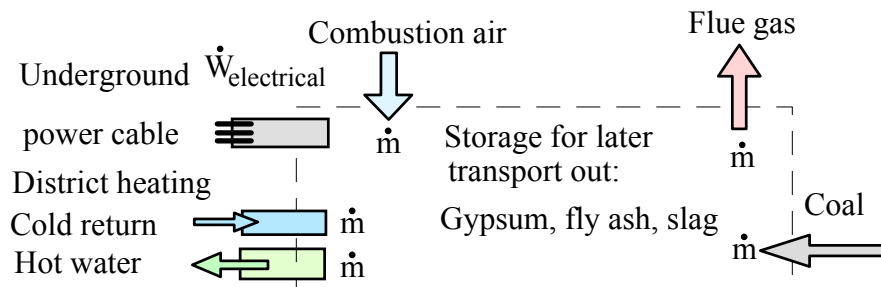 Combustion air
Flue gas
Underground Ẇelectrical
power cable
ṁ
Storage for later
transport out:
ṁ
District heating
Cold return
ṁ
Gypsum, fly ash, slag
Coal
Hot water
ṁ
ṁ